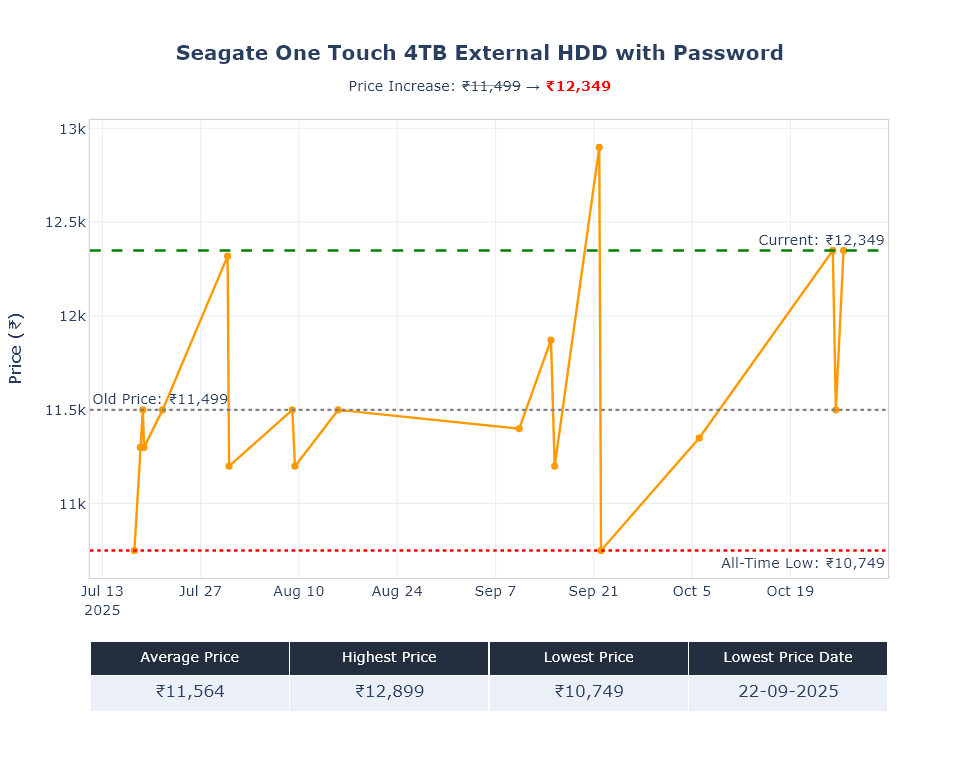 Seagate One Touch 4TB External HDD with Password
Price Increase: ₹11,499 → ₹12,349
Price (₹)
13k
12.5k
12k
11.5k
11k
Current: ₹12,349
Old Price: ₹11,499
All-Time Low: ₹10,749
Jul 13 Jul 27 Aug 10 Aug 24 Sep 7 Sep 21 Oct 5 Oct 19
2025
Average Price Highest Price Lowest Price Lowest Price Date
₹11,564 ₹12,899 ₹10,749 22-09-2025